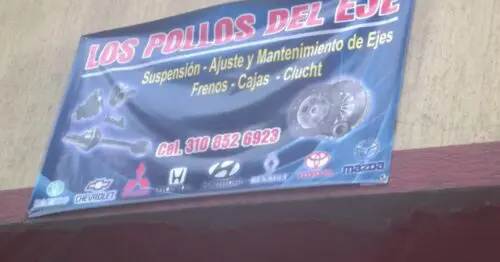 LOS POLLOS DEL EJE
Suspensión - Ajuste y Mantenimiento de Ejes
Frenos - Cajas - Clucht
Cel. 310 852 6923
CHEVROLET HONDA HYUNDAI RENAULT TOYOTA mazda